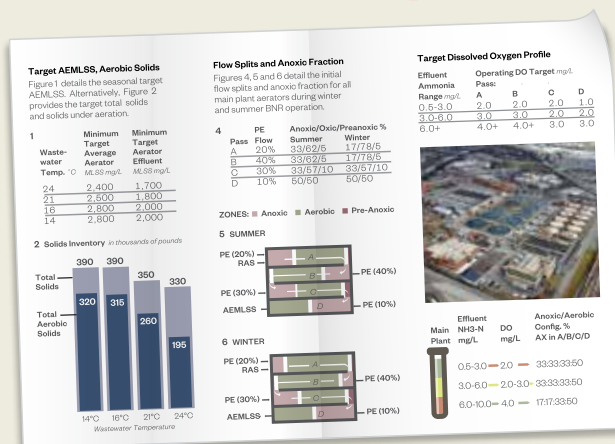 Target AEMLSS, Aerobic Solids
Figure 1 details the seasonal target
AEMLSS. Alternatively, Figure 2
provides the target total solids
and solids under aeration.
1
Waste-
water
Temp. °C
Minimum
Target
Average
Aerator
MLSS mg/L
Minimum
Target
Aerator
Effluent
MLSS mg/L
24 2,400 1,700
21 2,500 1,800
16 2,800 2,000
14 2,800 2,000
2 Solids Inventory in thousands of pounds
390 390 350 330
Total
Solids
320 315 260 195
Total
Aerobic
Solids
14°C 16°C 21°C 24°C
Wastewater Temperature
Flow Splits and Anoxic Fraction
Figures 4, 5 and 6 detail the initial
flow splits and anoxic fraction for all
main plant aerators during winter
and summer BNR operation.
4
PE Anoxic/Oxic/Preanoxic %
Pass Flow Summer Winter
A 20% 33/62/5 17/78/5
B 40% 33/62/5 17/78/5
C 30% 33/57/10 33/57/10
D 10% 50/50 50/50
ZONES: Anoxic Aerobic Pre-Anoxic
5 SUMMER
PE (20%)
RAS
A
B
PE (40%)
PE (30%)
C
AEMLSS
D
PE (10%)
6 WINTER
PE (20%)
RAS
A
B
PE (40%)
PE (30%)
C
AEMLSS
D
PE (10%)
Target Dissolved Oxygen Profile
Effluent
Ammonia
Range mg/L
Operating DO Target mg/L
Pass:
A B C D
0.5-3.0 2.0 2.0 2.0 1.0
3.0-6.0 3.0 3.0 2.0 2.0
6.0+ 4.0+ 4.0+ 3.0 3.0
Main
Plant
Effluent
NH3-N
mg/L
DO
mg/L
Anoxic/Aerobic
Config. %
AX in A/B/C/D
0.5-3.0 2.0 33:33:33:50
3.0-6.0 2.0-3.0 33:33:33:50
6.0-10.0 4.0 17:17:33:50